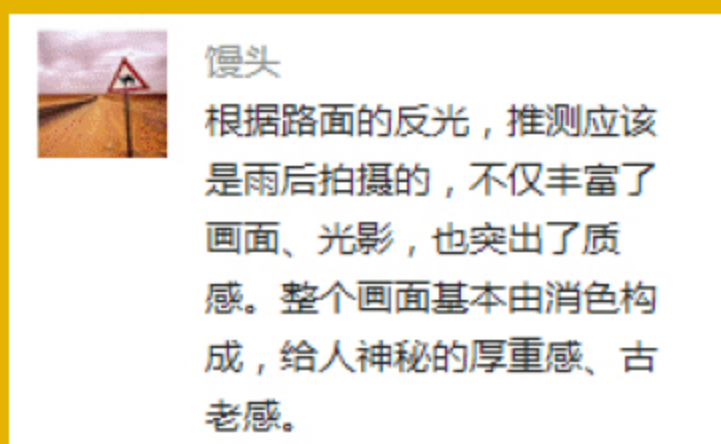 馒头
根据路面的反光，推测应该
是雨后拍摄的，不仅丰富了
画面、光影，也突出了质
感。整个画面基本由消色构
成，给人神秘的厚重感、古
老感。